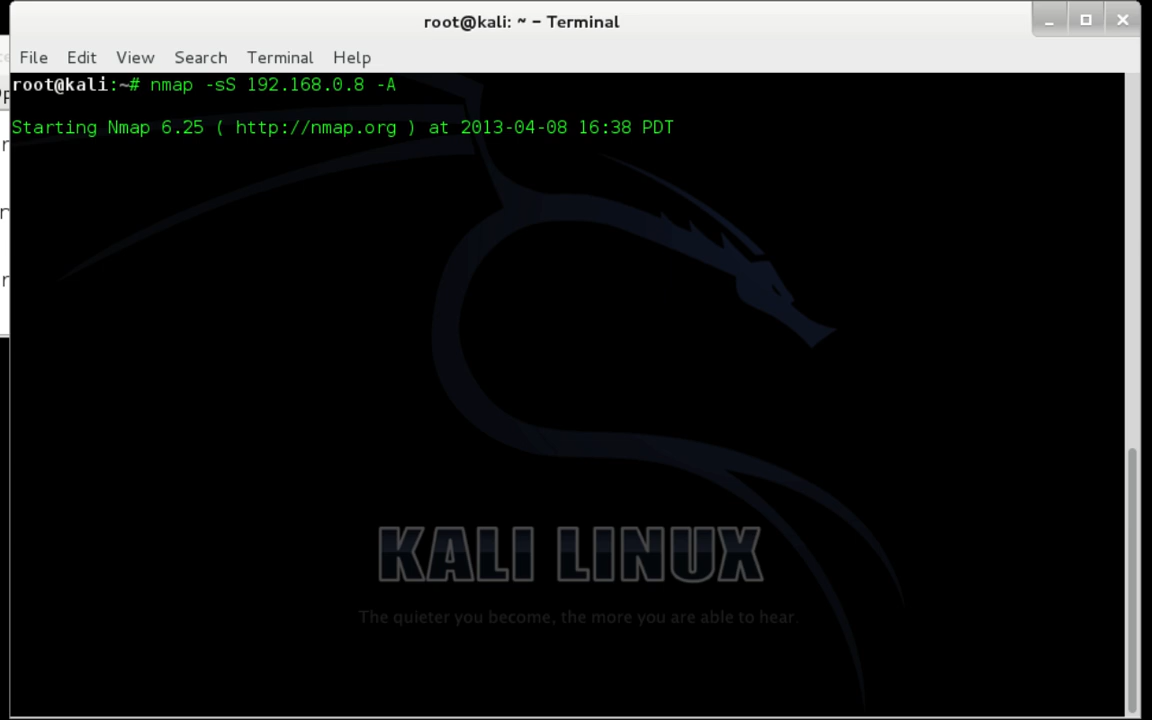 root@kali: ~ – Terminal
File Edit View Search Terminal Help
root@kali:~# nmap -sS 192.168.0.8 -A
Starting Nmap 6.25 ( http://nmap.org ) at 2013-04-08 16:38 PDT
KALI LINUX
The quieter you become, the more you are able to hear.